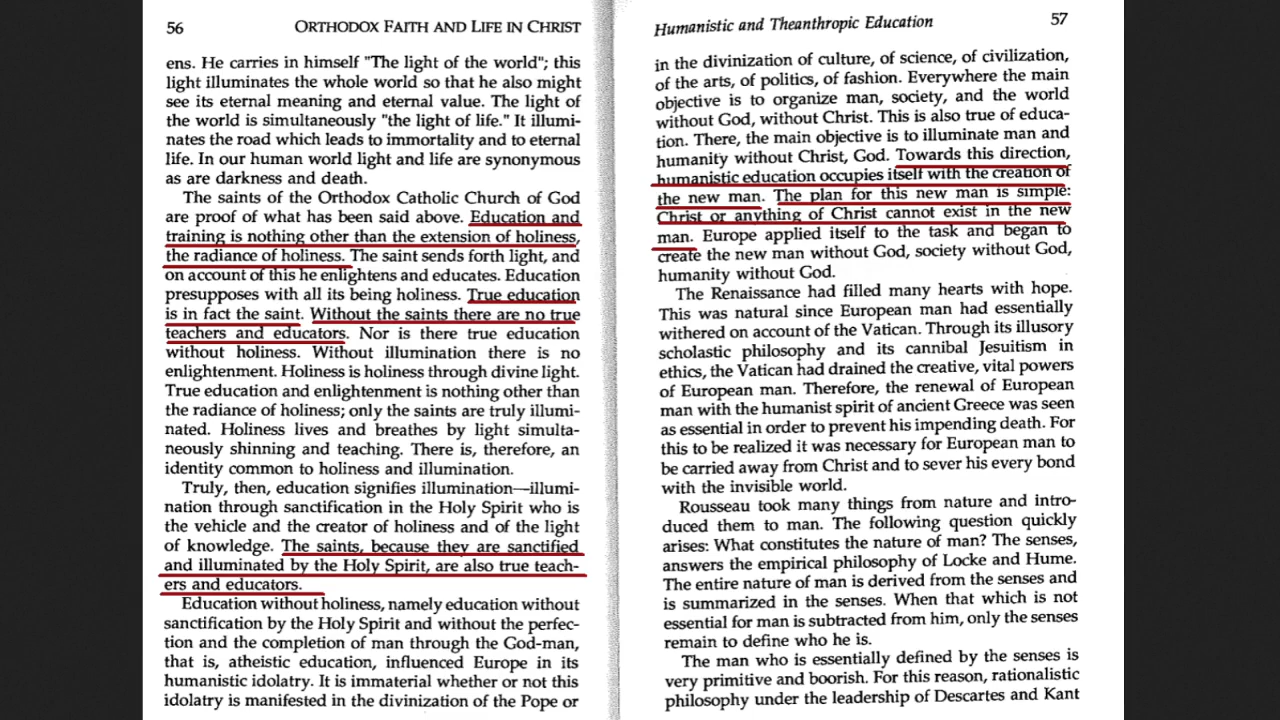 56
ORTHODOX FAITH AND LIFE IN CHRIST
ens. He carries in himself "The light of the world"; this
light illuminates the whole world so that he also might
see its eternal meaning and eternal value. The light of
the world is simultaneously "the light of life." It illumi-
nates the road which leads to immortality and to eternal
life. In our human world light and life are synonymous
as are darkness and death.
The saints of the Orthodox Catholic Church of God
are proof of what has been said above. Education and
training is nothing other than the extension of holiness,
the radiance of holiness. The saint sends forth light, and
on account of this he enlightens and educates. Education
presupposes with all its being holiness. True education
is in fact the saint. Without the saints there are no true
teachers and educators. Nor is there true education
without holiness. Without illumination there is no
enlightenment. Holiness is holiness through divine light.
True education and enlightenment is nothing other than
the radiance of holiness; only the saints are truly illumi-
nated. Holiness lives and breathes by light simulta-
neously shinning and teaching. There is, therefore, an
identity common to holiness and illumination.
Truly, then, education signifies illumination—illumi-
nation through sanctification in the Holy Spirit who is
the vehicle and the creator of holiness and of the light
of knowledge. The saints, because they are sanctified
and illuminated by the Holy Spirit, are also true teach-
ers and educators.
Education without holiness, namely education without
sanctification by the Holy Spirit and without the perfec-
tion and the completion of man through the God-man,
that is, atheistic education, influenced Europe in its
humanistic idolatry. It is immaterial whether or not this
idolatry is manifested in the divinization of the Pope or
Humanistic and Theanthropic Education
57
in the divinization of culture, of science, of civilization,
of the arts, of politics, of fashion. Everywhere the main
objective is to organize man, society, and the world
without God, without Christ. This is also true of educa-
tion. There, the main objective is to illuminate man and
humanity without Christ, God. Towards this direction,
humanistic education occupies itself with the creation of
the new man. The plan for this new man is simple:
Christ or anything of Christ cannot exist in the new
man. Europe applied itself to the task and began to
create the new man without God, society without God,
humanity without God.
The Renaissance had filled many hearts with hope.
This was natural since European man had essentially
withered on account of the Vatican. Through its illusory
scholastic philosophy and its cannibal Jesuitism in
ethics, the Vatican had drained the creative, vital powers
of European man. Therefore, the renewal of European
man with the humanist spirit of ancient Greece was seen
as essential in order to prevent his impending death. For
this to be realized it was necessary for European man to
be carried away from Christ and to sever his every bond
with the invisible world.
Rousseau took many things from nature and intro-
duced them to man. The following question quickly
arises: What constitutes the nature of man? The senses,
answers the empirical philosophy of Locke and Hume.
The entire nature of man is derived from the senses and
is summarized in the senses. When that which is not
essential for man is subtracted from him, only the senses
remain to define who he is.
The man who is essentially defined by the senses is
very primitive and boorish. For this reason, rationalistic
philosophy under the leadership of Descartes and Kant